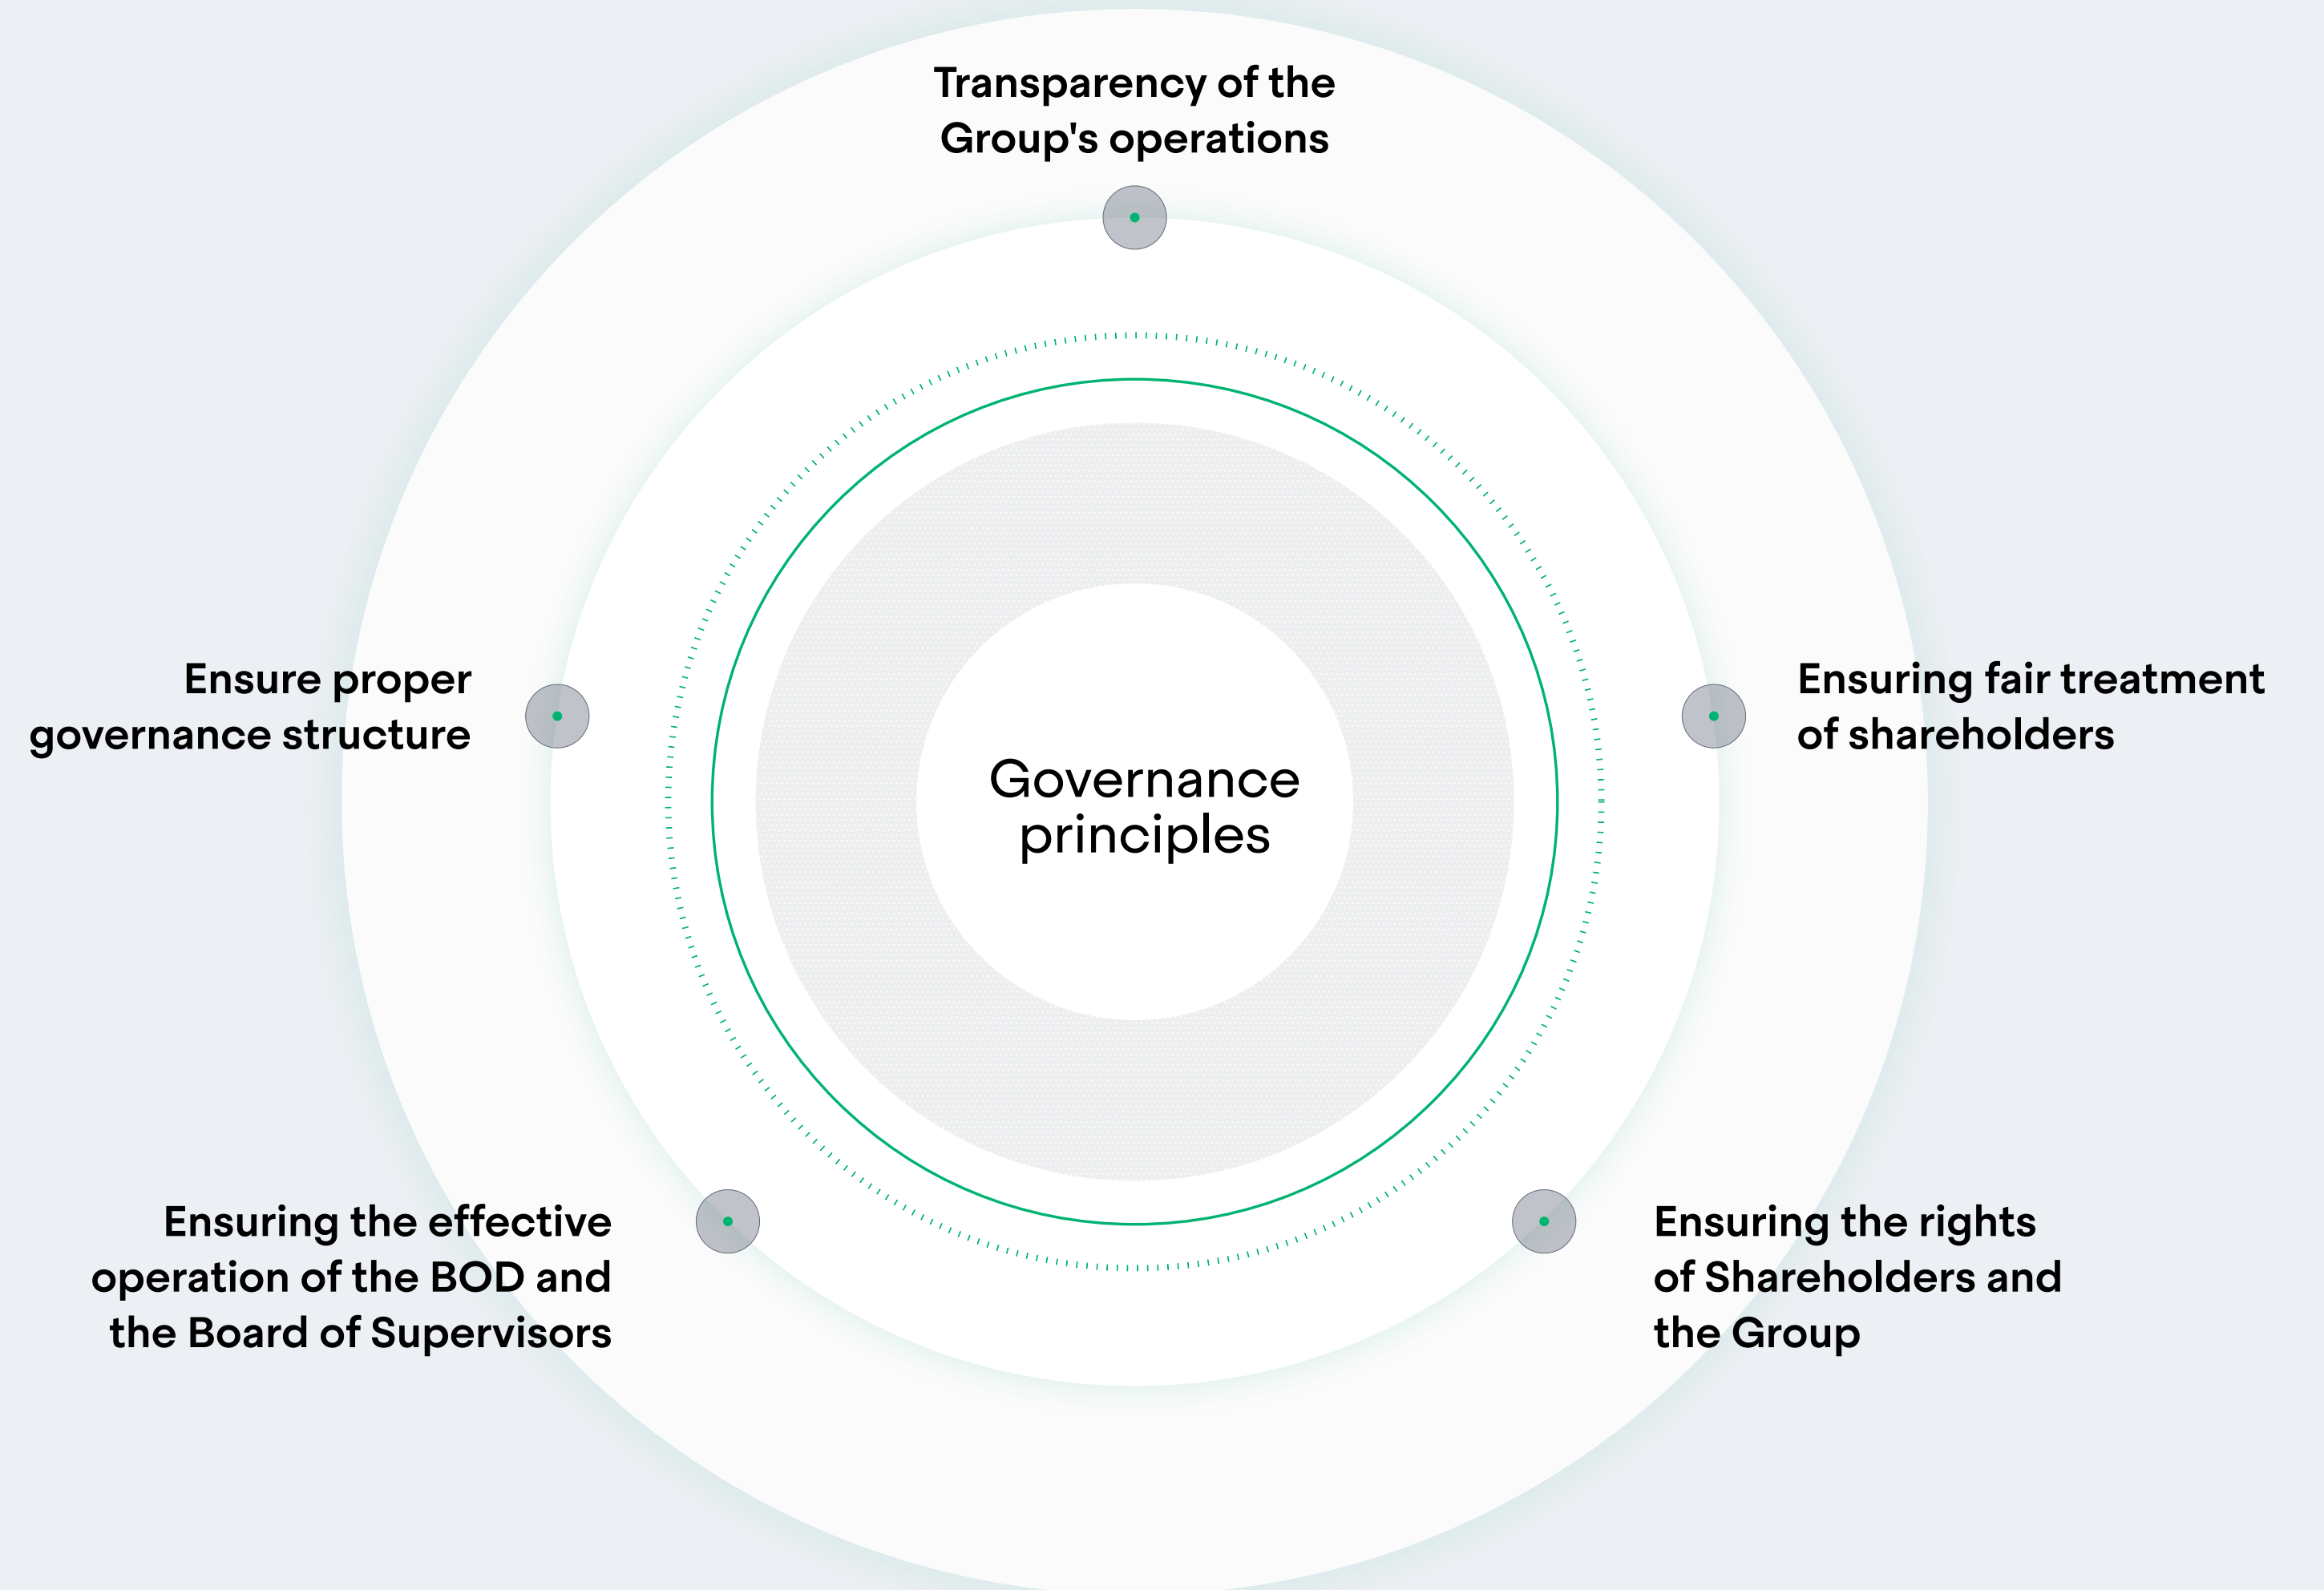 Transparency of the
Group's operations
Ensure proper
governance structure
Ensuring fair treatment
of shareholders
Governance
principles
Ensuring the effective
operation of the BOD and
the Board of Supervisors
Ensuring the rights
of Shareholders and
the Group